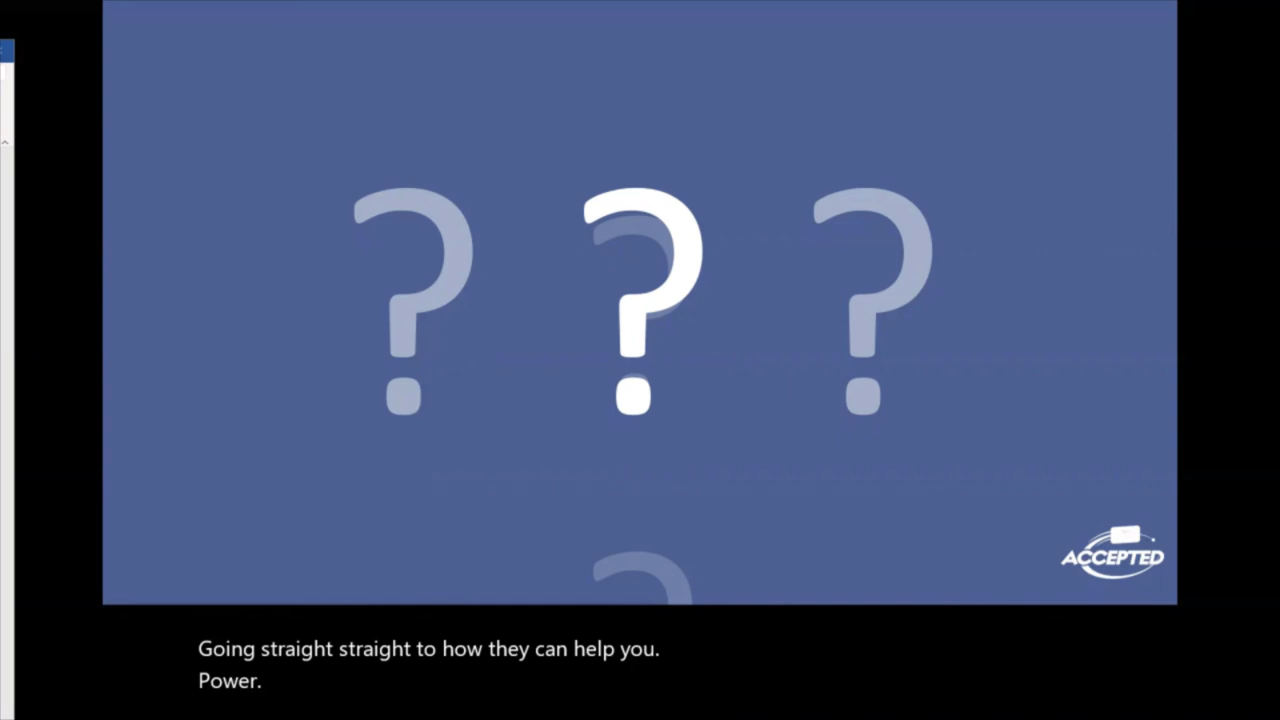 ? ? ?
?
ACCEPTED
Going straight straight to how they can help you.
Power.